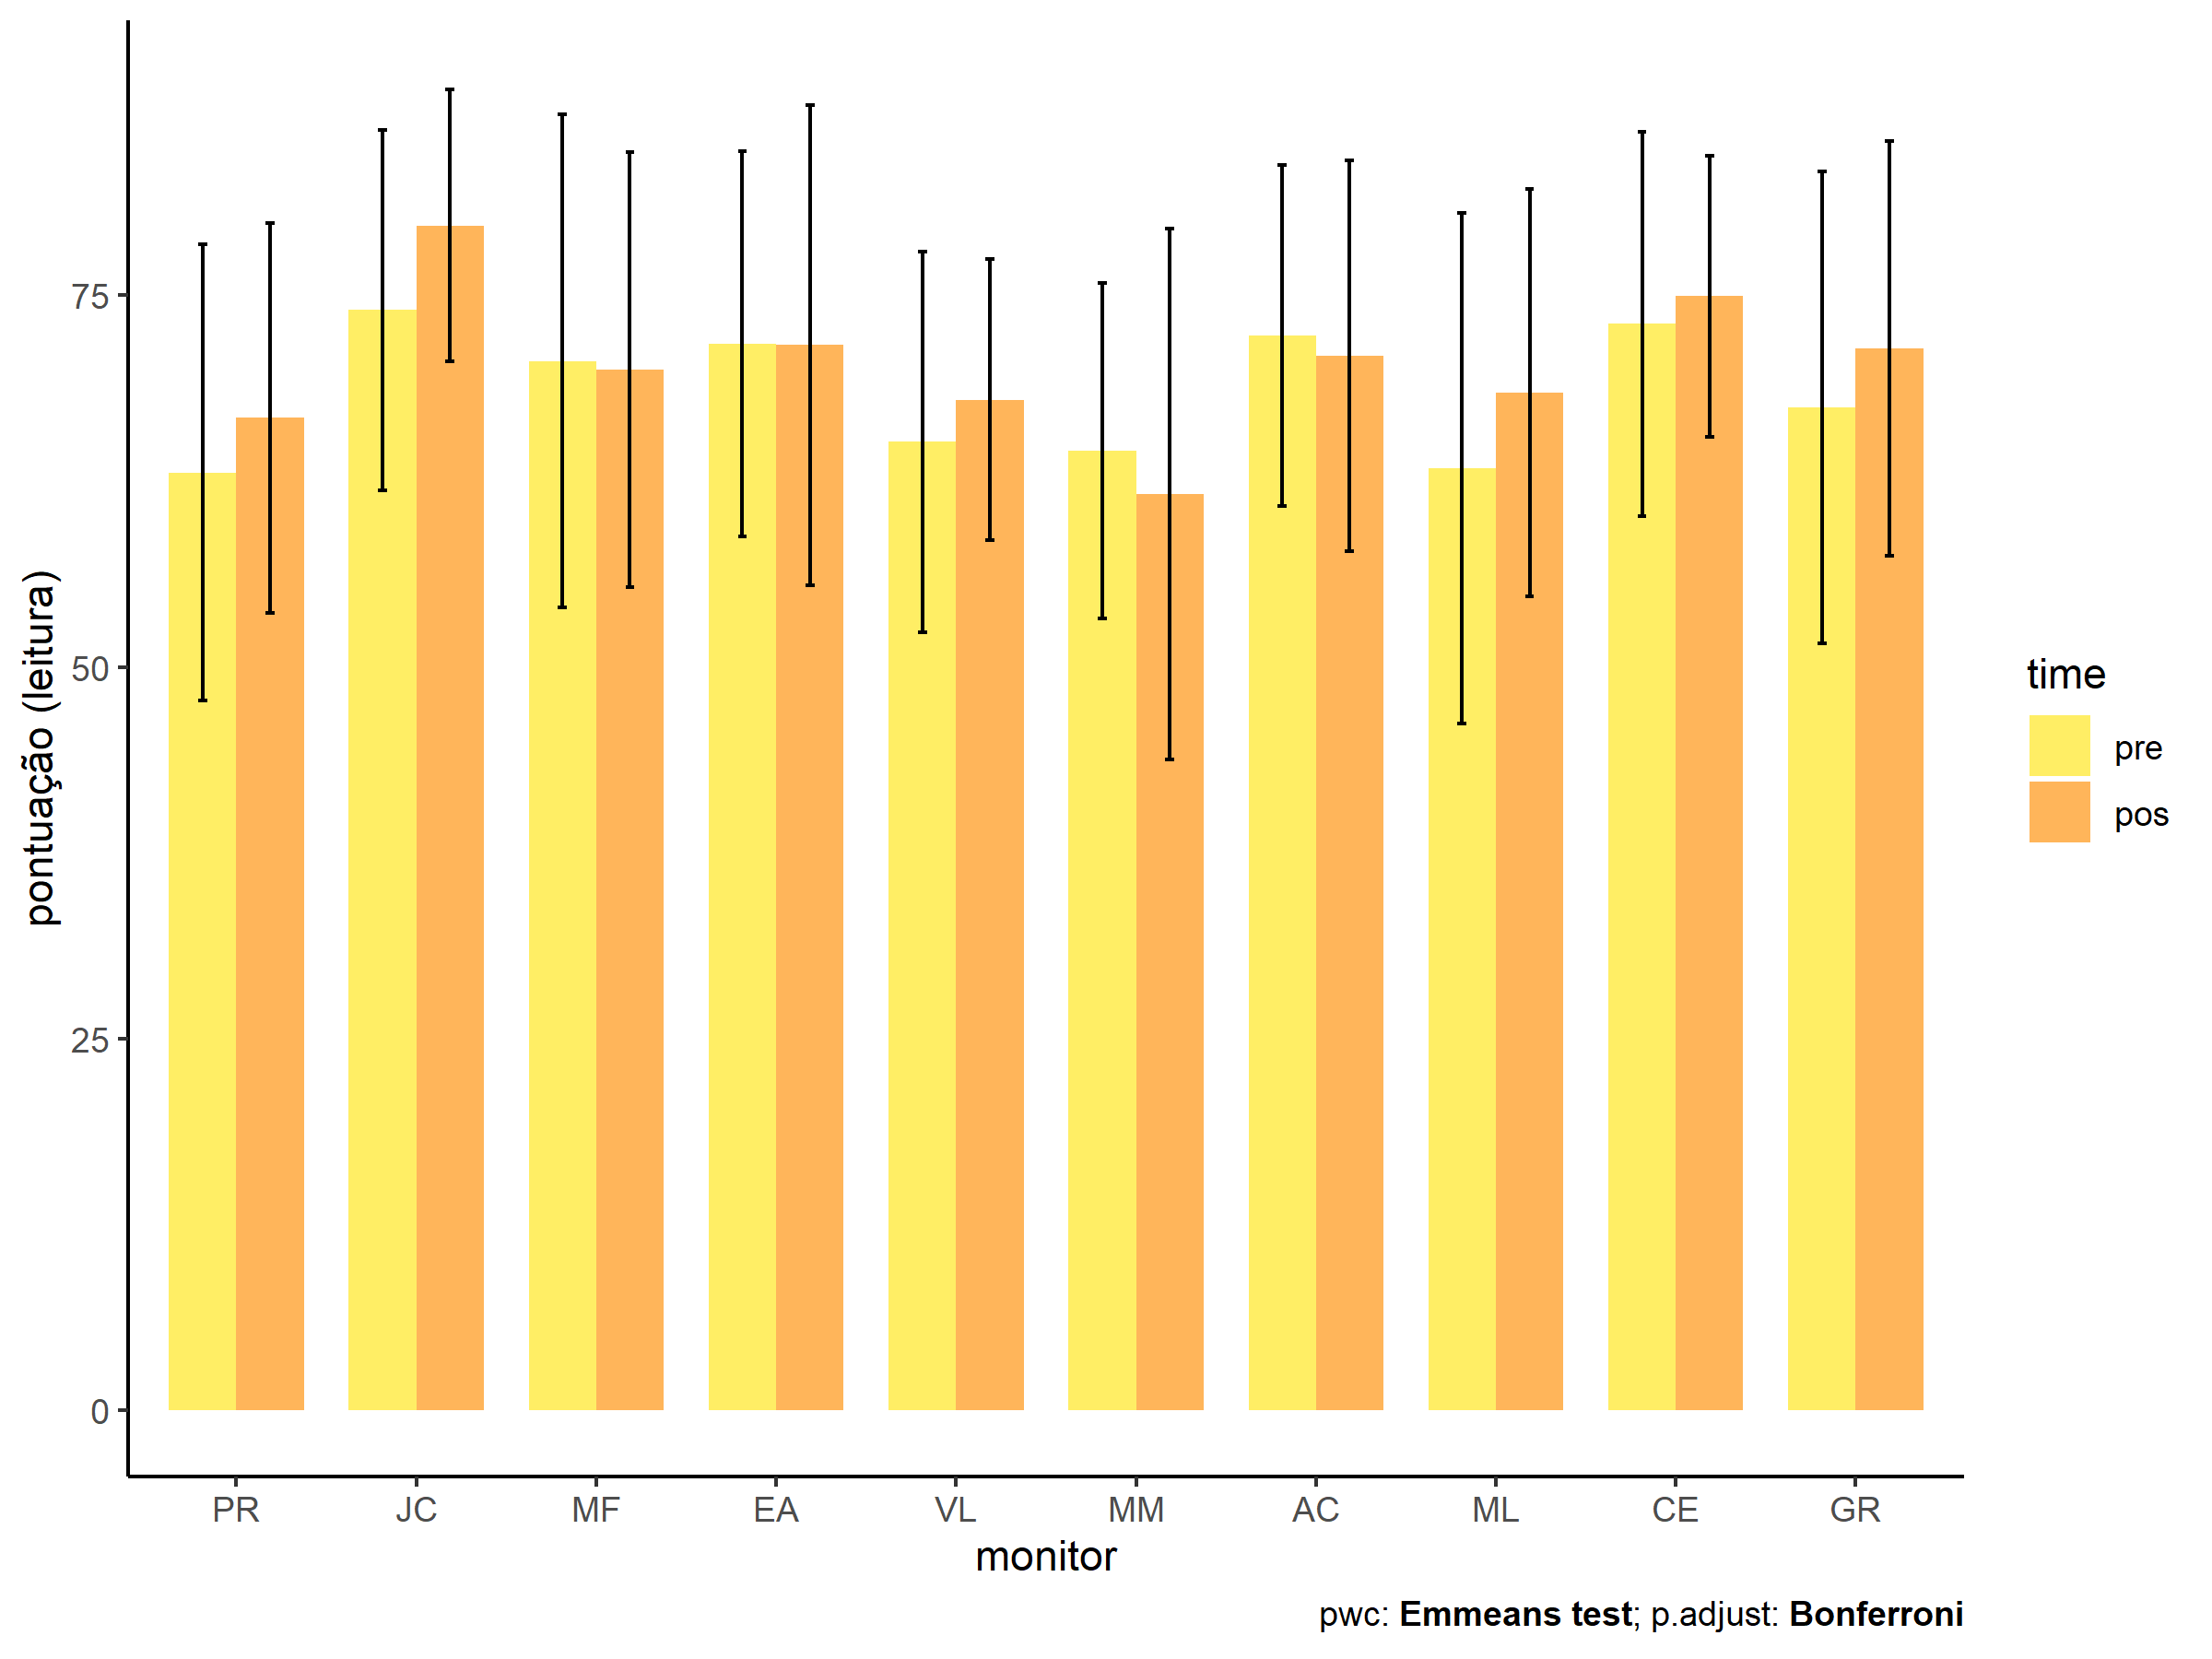 pontuação (leitura)
75
50
25
0
PR JC MF EA VL MM AC ML CE GR
monitor
time
pre
pos
pwc: Emmeans test; p.adjust: Bonferroni